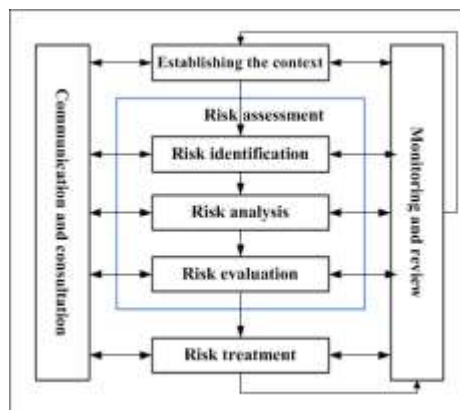 Establishing the context
Risk assessment
Risk identification
Risk analysis
Risk evaluation
Risk treatment
Communication and consultation
Monitoring and review